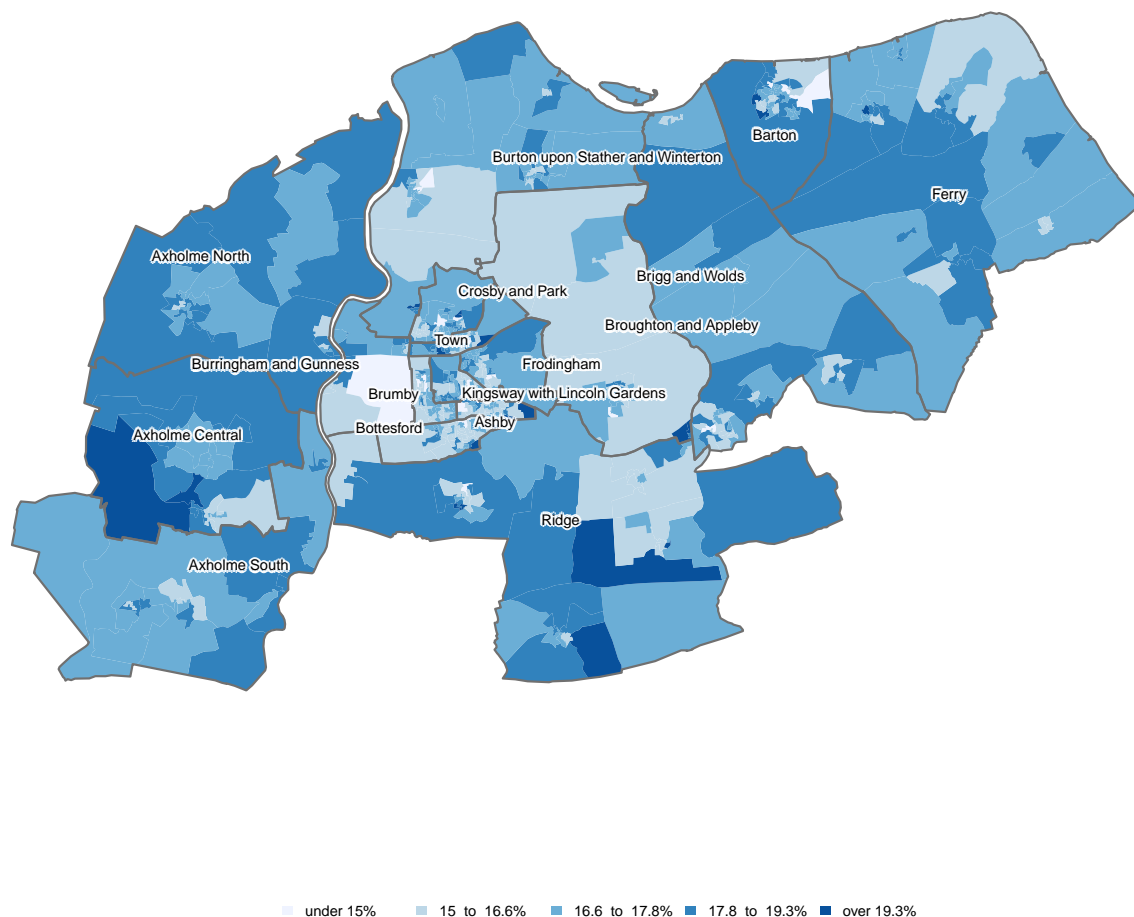 Burton upon Stather and Winterton
Barton
Ferry
Axholme North
Brigg and Wolds
Crosby and Park
Broughton and Appleby
Town
Burringham and Gunness
Frodingham
Brumby
Kingsway with Lincoln Gardens
Ashby
Bottesford
Axholme Central
Ridge
Axholme South
under 15% 15 to 16.6% 16.6 to 17.8% 17.8 to 19.3% over 19.3%